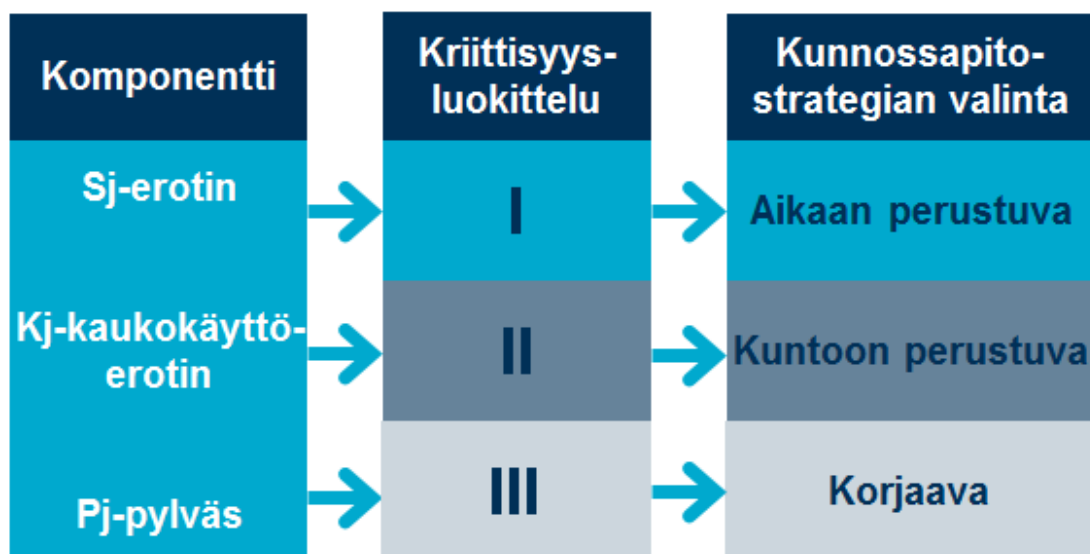 Komponentti
Kriittisyys-
luokittelu
Kunnossapito-
strategian valinta
Sj-erotin
I
Aikaan perustuva
Kj-kaukokäyttö-
erotin
II
Kuntoon perustuva
Pj-pylväs
III
Korjaava